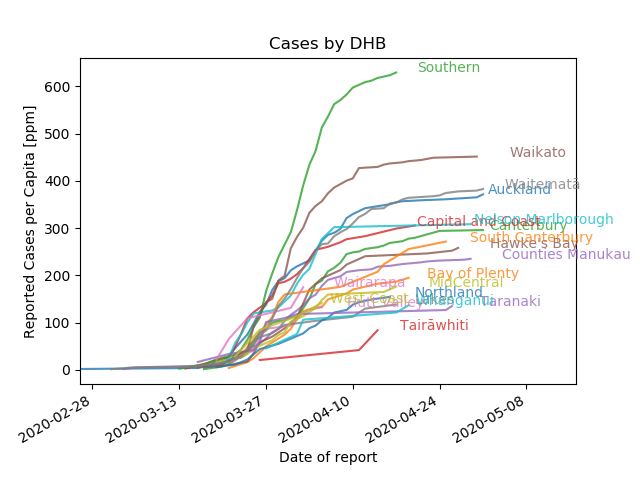 Cases by DHB
Reported Cases per Capita [ppm]
600
500
400
300
200
100
0
Southern
Waikato
Waitematā
Auckland
Nelson Marlborough
Capital and Coast
Canterbury
South Canterbury
Hawke's Bay
Counties Manukau
Bay of Plenty
Wairarapa
MidCentral
Northland
West Coast
Lakes
Whanganui
Taranaki
Tairāwhiti
2020-02-28
2020-03-13
2020-03-27
2020-04-10
2020-04-24
2020-05-08
Date of report